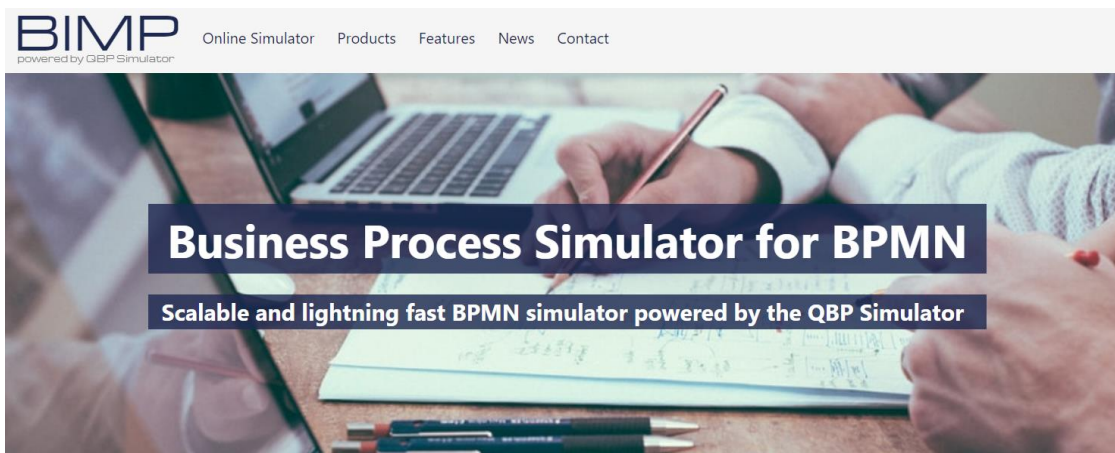 BIMP
powered by QBP Simulator
Online Simulator Products Features News Contact
Business Process Simulator for BPMN
Scalable and lightning fast BPMN simulator powered by the QBP Simulator